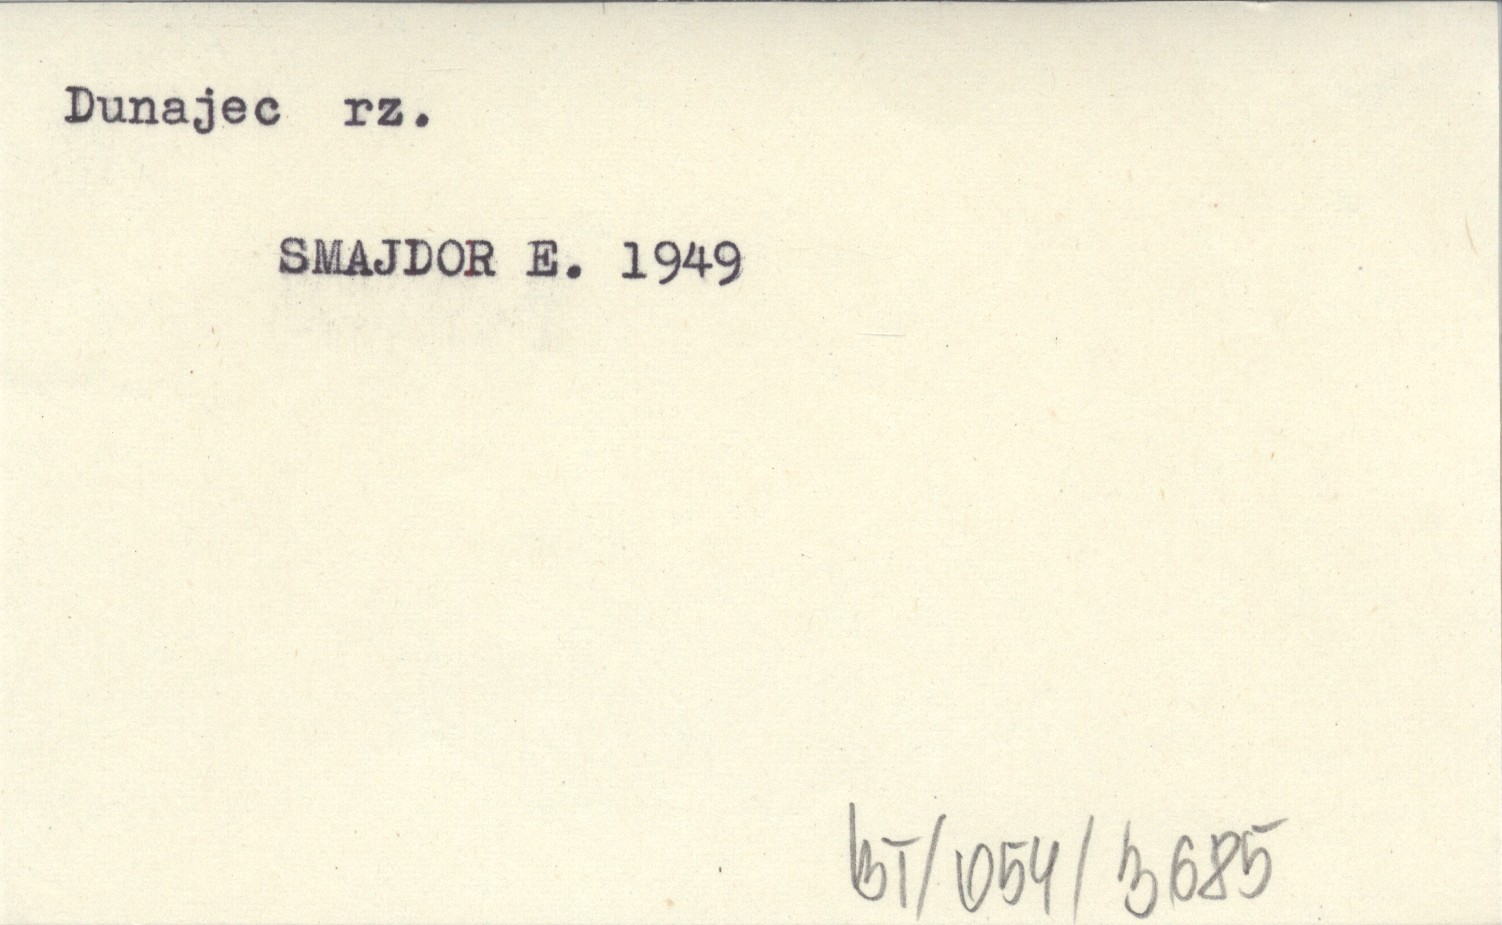 Dunajec rz.
SMAJDOR E. 1949
BT/054/3685